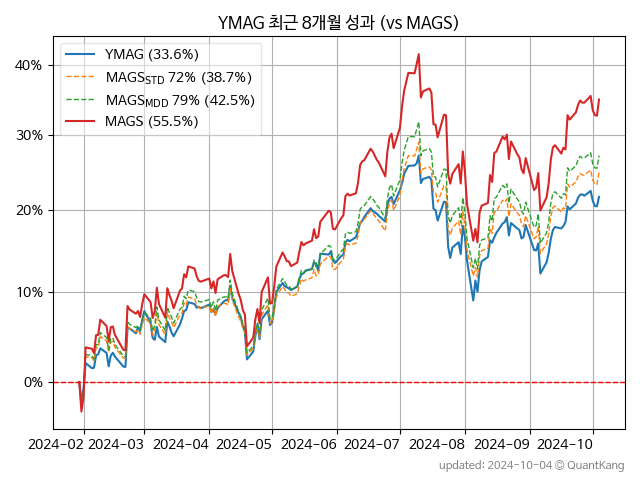 YMAG 최근 8개월 성과 (vs MAGS)
YMAG (33.6%)
MAGS_STD 72% (38.7%)
MAGS_MDD 79% (42.5%)
MAGS (55.5%)
40%
30%
20%
10%
0%
2024-02 2024-03 2024-04 2024-05 2024-06 2024-07 2024-08 2024-09 2024-10
updated: 2024-10-04 © QuantKang